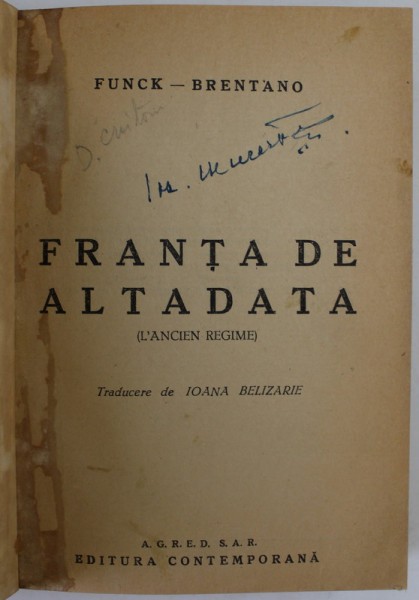 FUNCK — BRENTANO
FRANȚA DE
ALTADATA
(L'ANCIEN REGIME)
Traducere de IOANA BELIZARIE
A. G. R. E. D. S. A. R.
EDITURA CONTEMPORANĂ